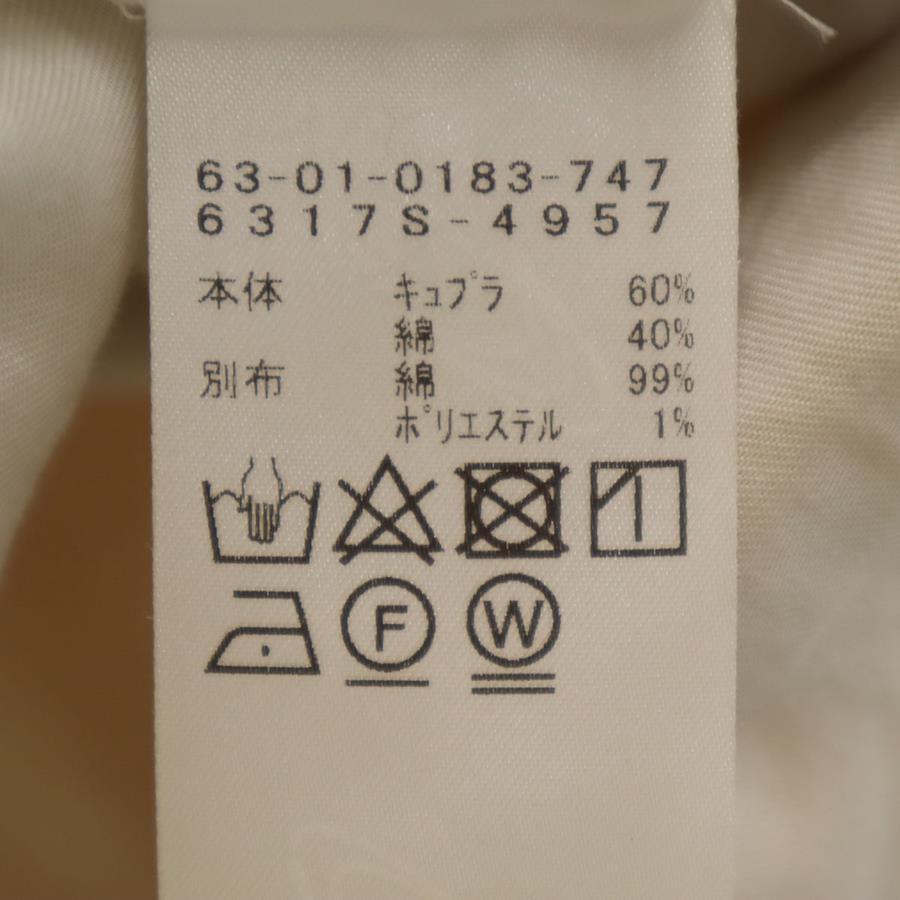 63-01-0183-747
6317S-4957
本体 キュプラ 60%
綿 40%
別布 綿 99%
ポリエステル 1%
F W